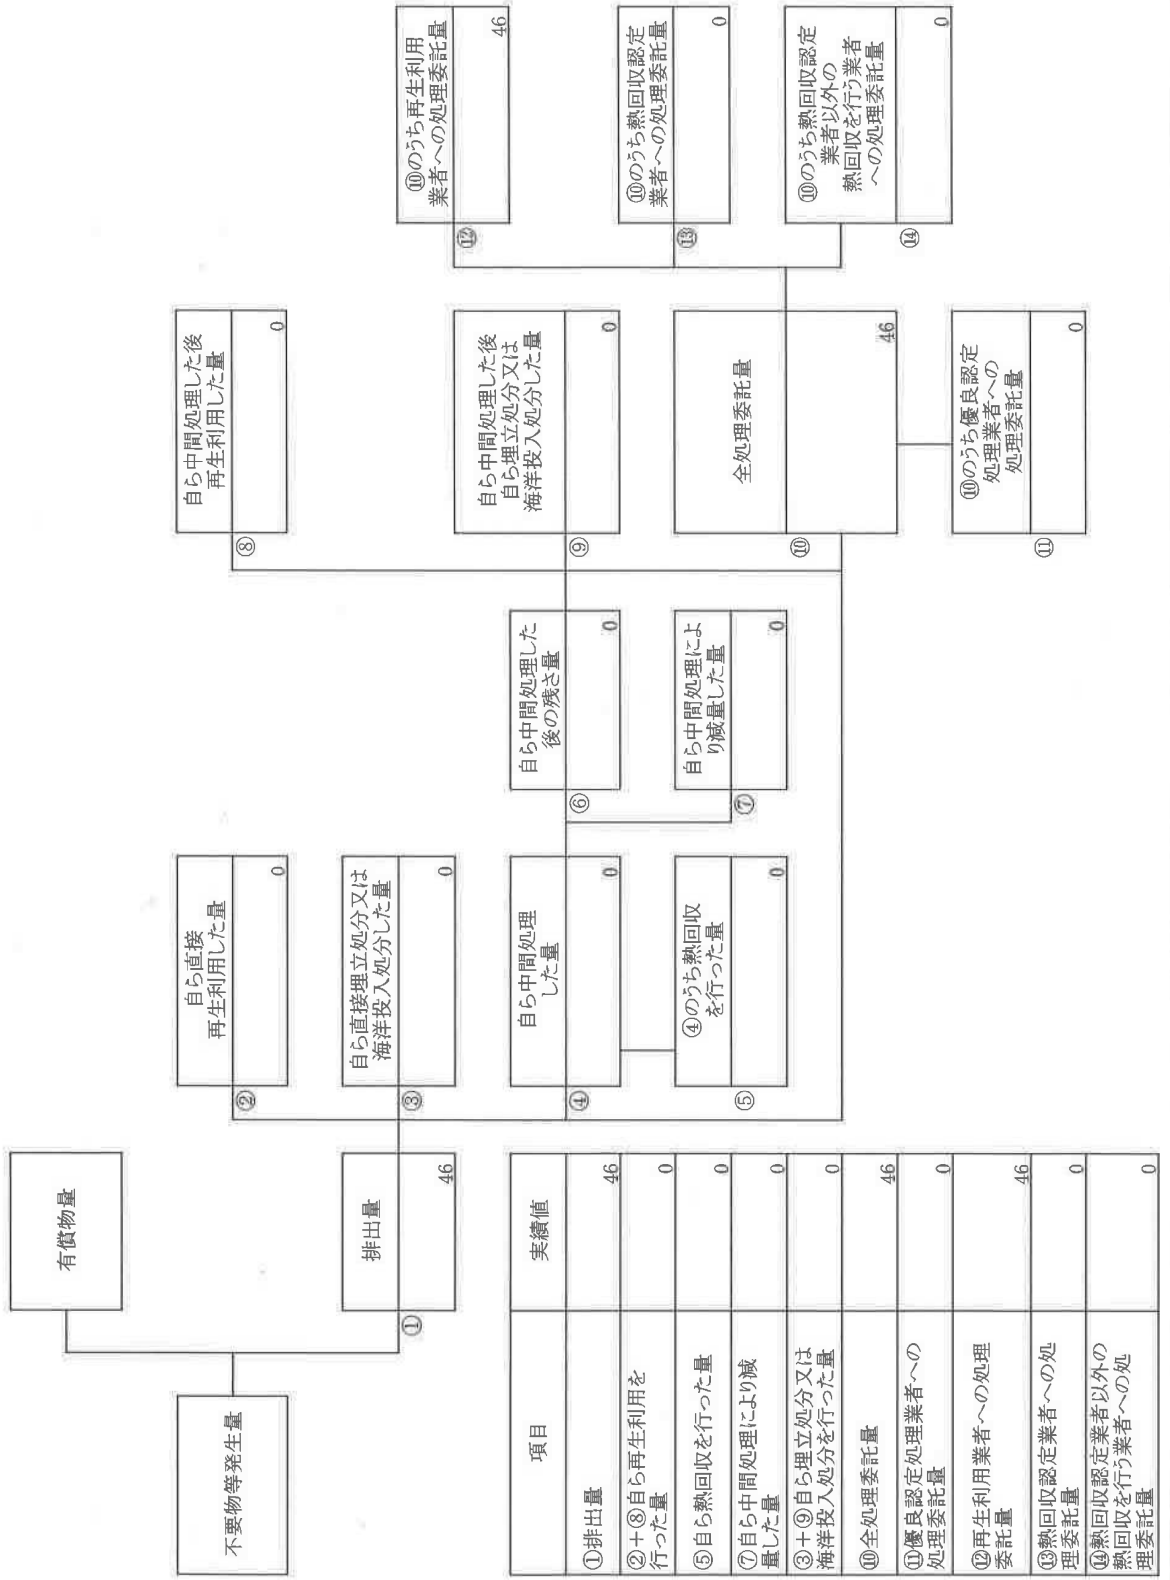 不要物等発生量
有償物量
①
排出量
46
②
自ら直接
再生利用した量
0
③
自ら直接埋立処分又は
海洋投入処分した量
0
④
自ら中間処理
した量
0
⑤
④のうち熱回収
を行った量
0
⑥
自ら中間処理した
後の残さ量
0
⑦
自ら中間処理によ
り減量した量
0
⑧
自ら中間処理した後
再生利用した量
0
⑨
自ら中間処理した後
自ら埋立処分又は
海洋投入処分した量
0
⑩
全処理委託量
46
⑪
⑩のうち優良認定
処理業者への
処理委託量
0
⑫
⑩のうち再生利用
業者への処理委託量
46
⑬
⑩のうち熱回収認定
業者への処理委託量
0
⑭
⑩のうち熱回収認定
業者以外の
熱回収を行う業者
への処理委託量
0
項目 実績値
①排出量 46
②+⑧自ら再生利用を
行った量 0
⑤自ら熱回収を行った量 0
⑦自ら中間処理により減
量した量 0
③+⑨自ら埋立処分又は
海洋投入処分を行った量 0
⑩全処理委託量 46
⑪優良認定処理業者への
処理委託量 0
⑫再生利用業者への処理
委託量 46
⑬熱回収認定業者への処
理委託量 0
⑭熱回収認定業者以外の
熱回収を行う業者への処
理委託量 0